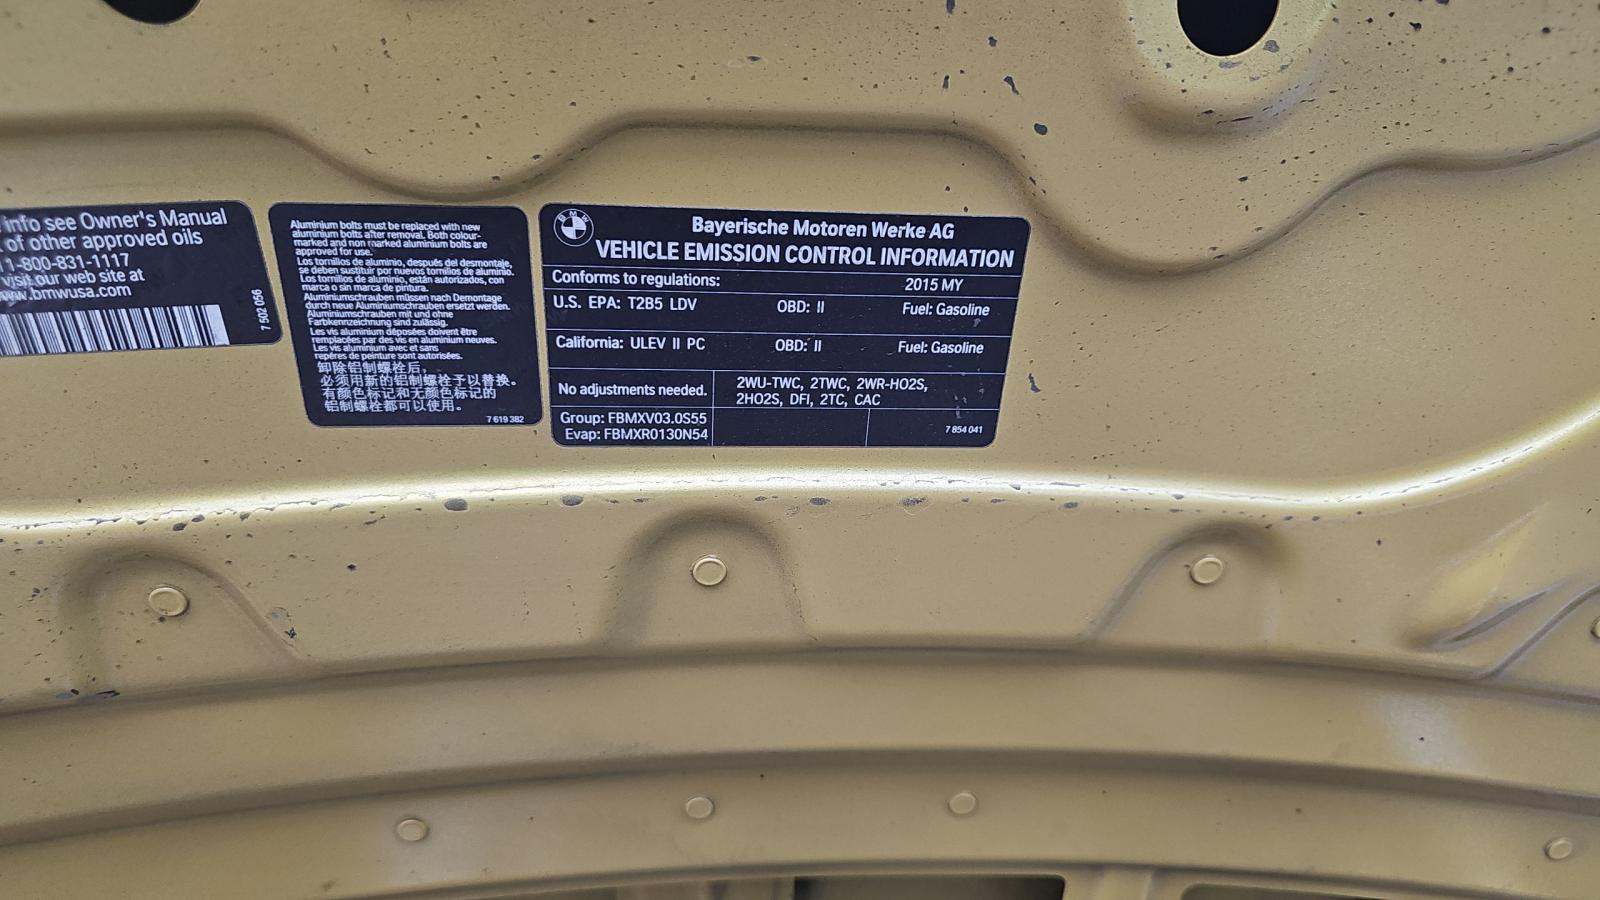 info see Owner's Manual
of other approved oils
1-800-831-1117
visit our web site at
www.bmwusa.com
7 502 056
Aluminium bolts must be replaced with new
aluminium bolts after removal. Both colour-
marked and non marked aluminium bolts are
approved for use.
Los tornillos de aluminio, después del desmontaje,
se deben sustituir por nuevos tornillos de aluminio.
Los tornillos de aluminio, están autorizados, con
marca o sin marca de pintura.
Aluminiumschrauben müssen nach Demontage
durch neue Aluminiumschrauben ersetzt werden.
Aluminiumschrauben mit und ohne
Farbkennzeichnung sind zulässig.
Les vis aluminium déposées doivent être
remplacées par des vis en aluminium neuves.
Les vis aluminium avec et sans
repères de peinture sont autorisées.
卸除铝制螺栓后,
必须用新的铝制螺栓予以替换。
有颜色标记和无颜色标记的
铝制螺栓都可以使用。
7 619 382
BMW
Bayerische Motoren Werke AG
VEHICLE EMISSION CONTROL INFORMATION
Conforms to regulations: 2015 MY
U.S. EPA: T2B5 LDV OBD: II Fuel: Gasoline
California: ULEV II PC OBD: II Fuel: Gasoline
No adjustments needed.
2WU-TWC, 2TWC, 2WR-HO2S,
2HO2S, DFI, 2TC, CAC
Group: FBMXV03.0S55
Evap: FBMXR0130N54
7 854 041